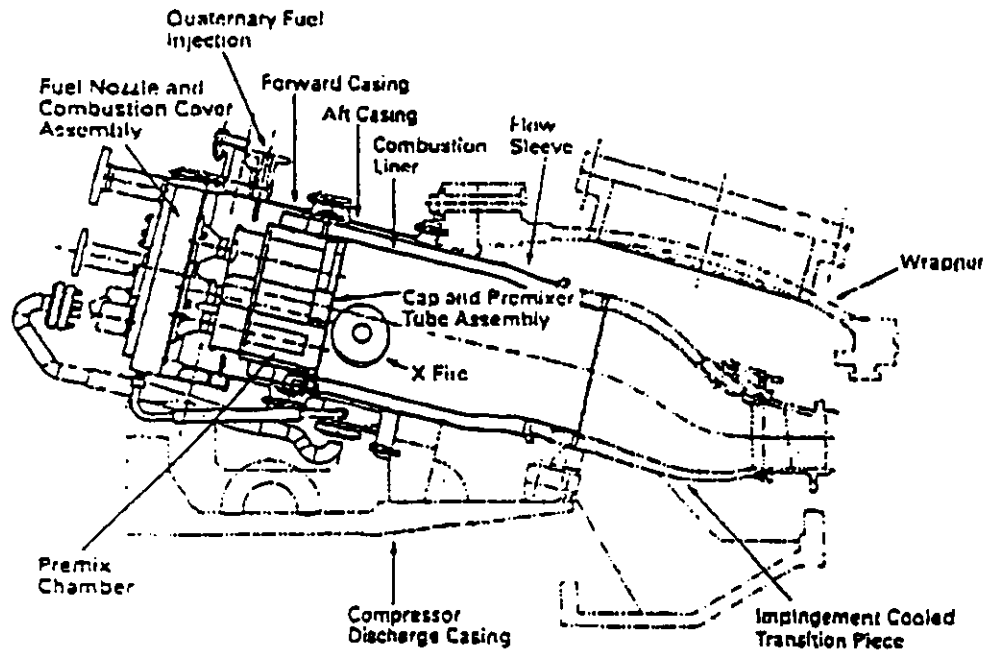 Quaternary Fuel
Injection
Fuel Nozzle and
Combustion Cover
Assembly
Forward Casing
Aft Casing
Combustion
Liner
Flow
Sleeve
Wrapper
Cap and Premixer
Tube Assembly
X Fire
Premix
Chamber
Compressor
Discharge Casing
Impingement Cooled
Transition Piece